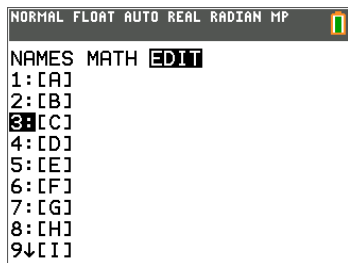 NORMAL FLOAT AUTO REAL RADIAN MP
NAMES MATH EDIT
1:[A]
2:[B]
3:[C]
4:[D]
5:[E]
6:[F]
7:[G]
8:[H]
9↓[I]